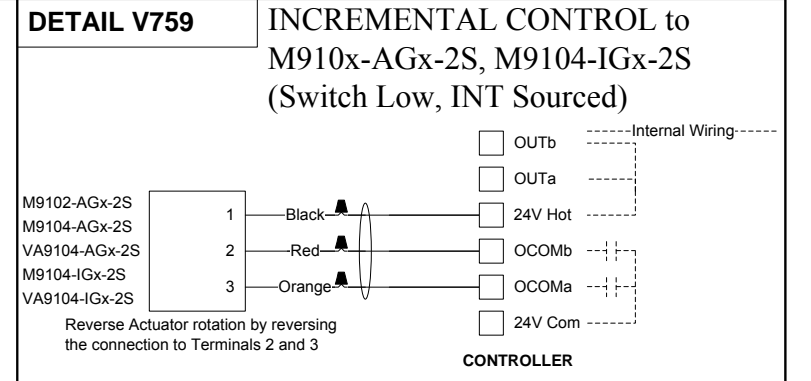 DETAIL V759
INCREMENTAL CONTROL to
M910x-AGx-2S, M9104-IGx-2S
(Switch Low, INT Sourced)
Internal Wiring
OUTb
OUTa
24V Hot
OCOMb
OCOMa
24V Com
CONTROLLER
M9102-AGx-2S
M9104-AGx-2S
VA9104-AGx-2S
M9104-IGx-2S
VA9104-IGx-2S
1
Black
2
Red
3
Orange
Reverse Actuator rotation by reversing
the connection to Terminals 2 and 3